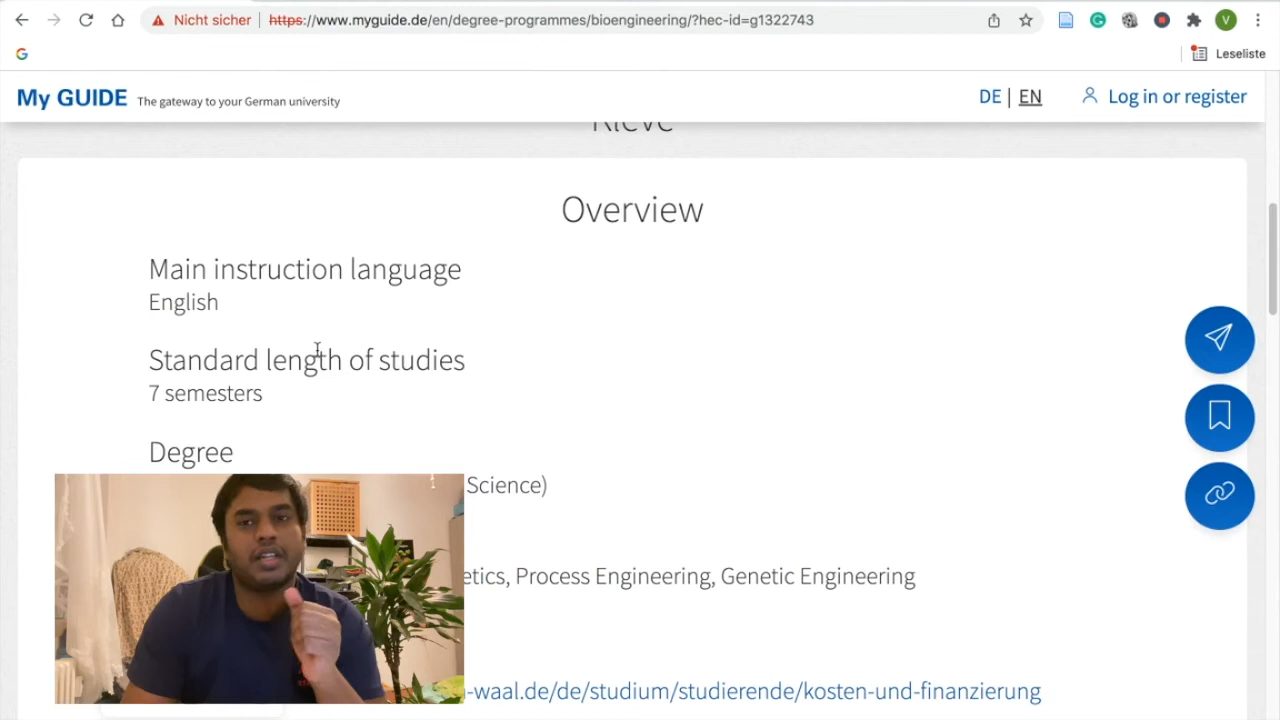 Nicht sicher https://www.myguide.de/en/degree-programmes/bioengineering/?hec-id=g1322743
V
G
Leseliste
My GUIDE The gateway to your German university
DE | EN Log in or register
Kleve
Overview
Main instruction language
English
Standard length of studies
7 semesters
Degree
Science)
etics, Process Engineering, Genetic Engineering
-waal.de/de/studium/studierende/kosten-und-finanzierung